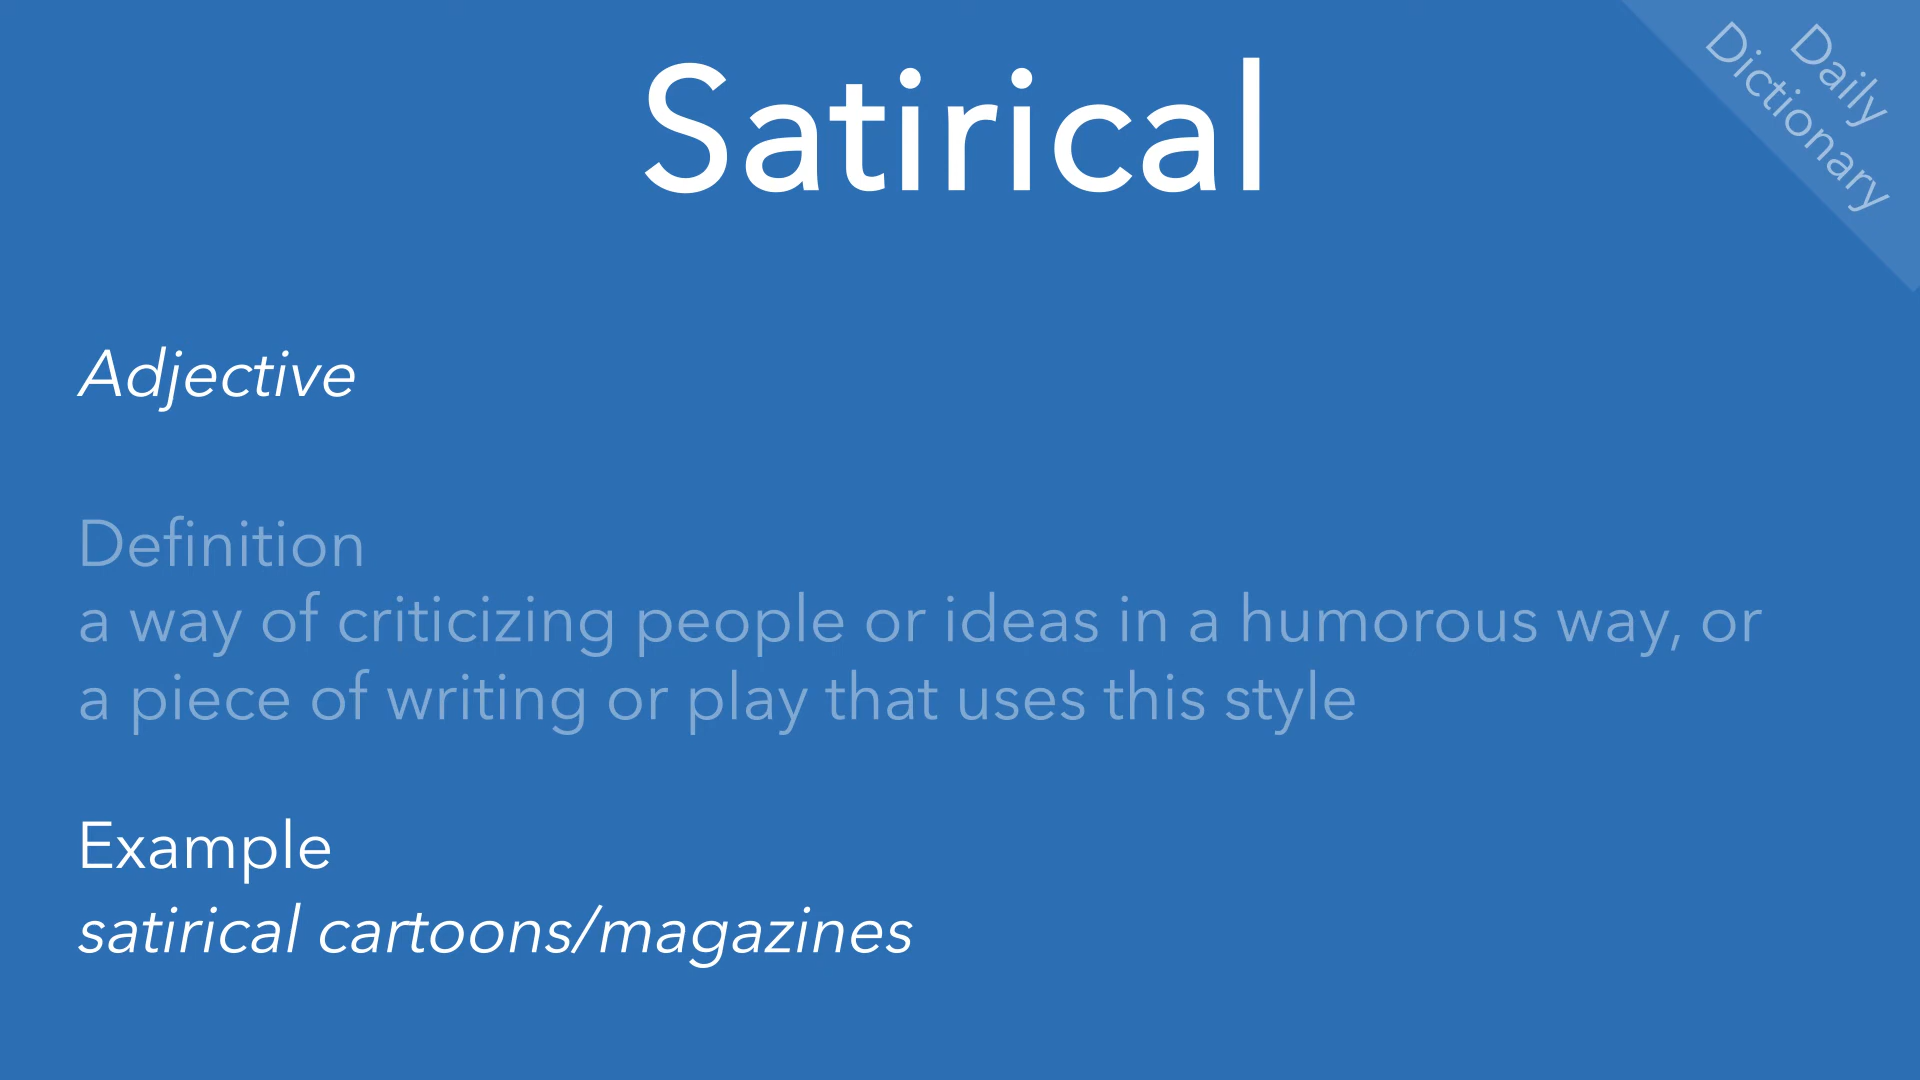 Satirical
Daily
Dictionary
Adjective
Definition
a way of criticizing people or ideas in a humorous way, or
a piece of writing or play that uses this style
Example
satirical cartoons/magazines